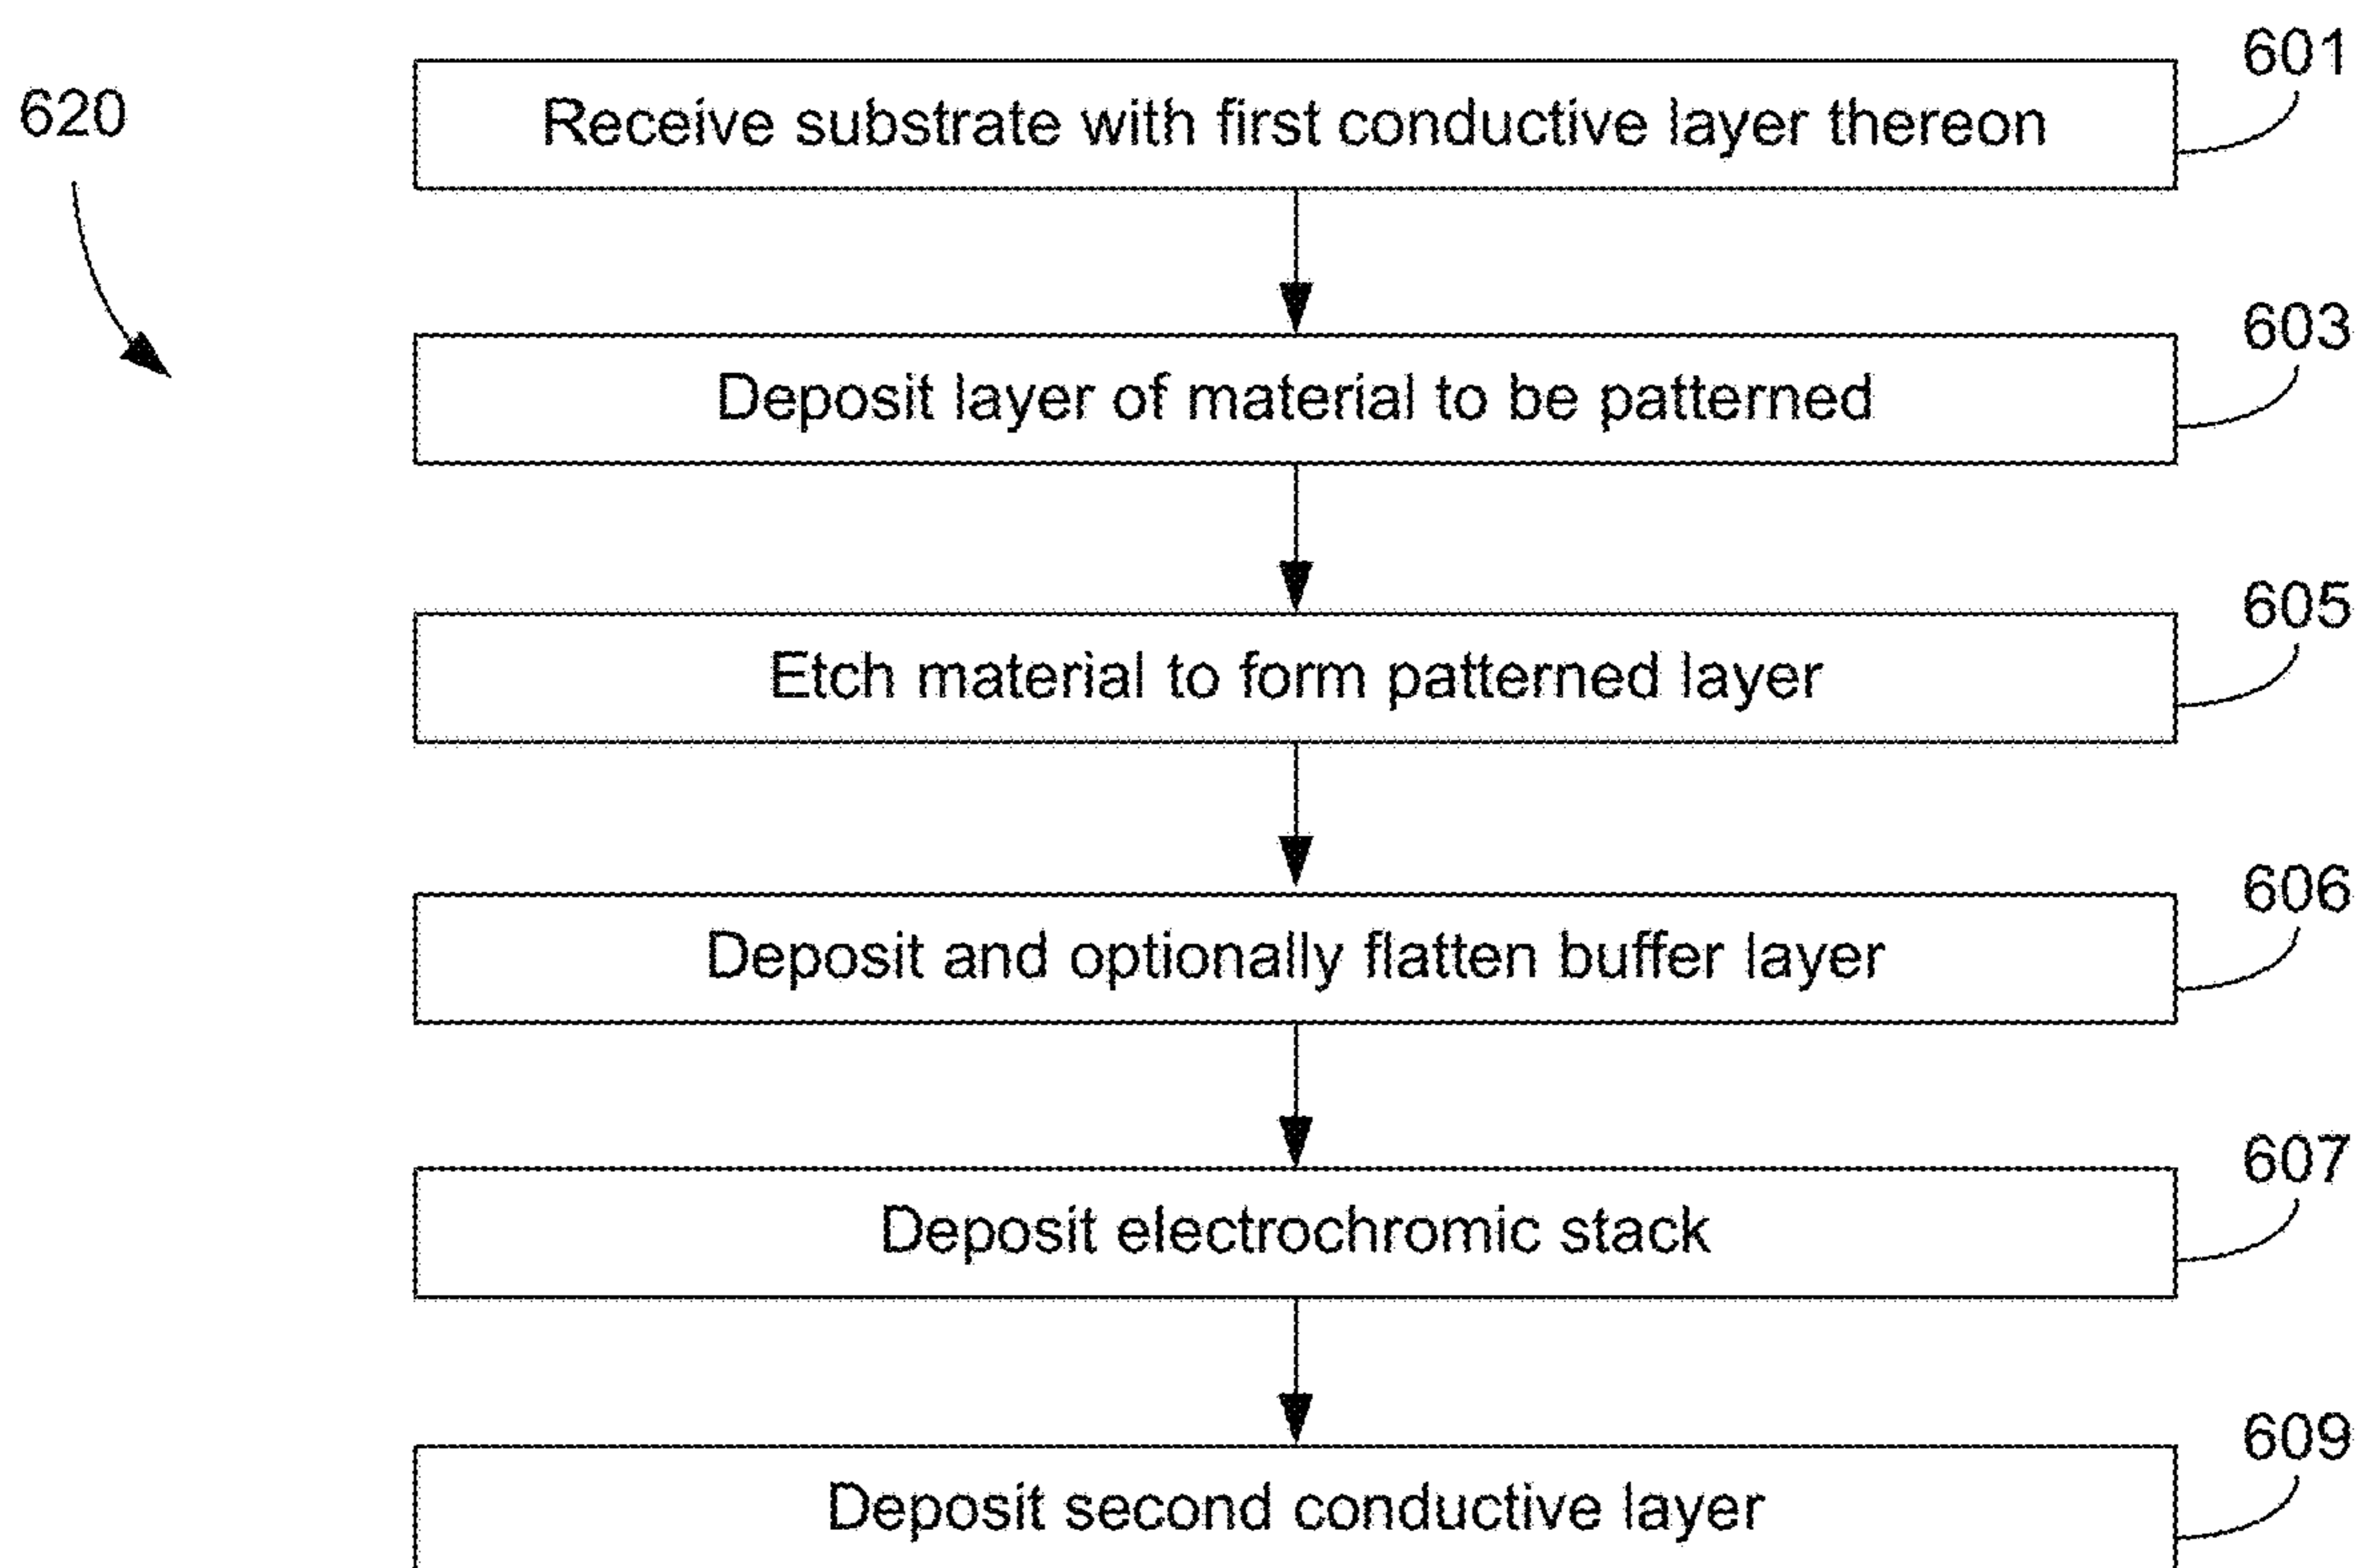 601
620
Receive substrate with first conductive layer thereon
603
Deposit layer of material to be patterned
605
Etch material to form patterned layer
606
Deposit and optionally flatten buffer layer
607
Deposit electrochromic stack
609
Deposit second conductive layer